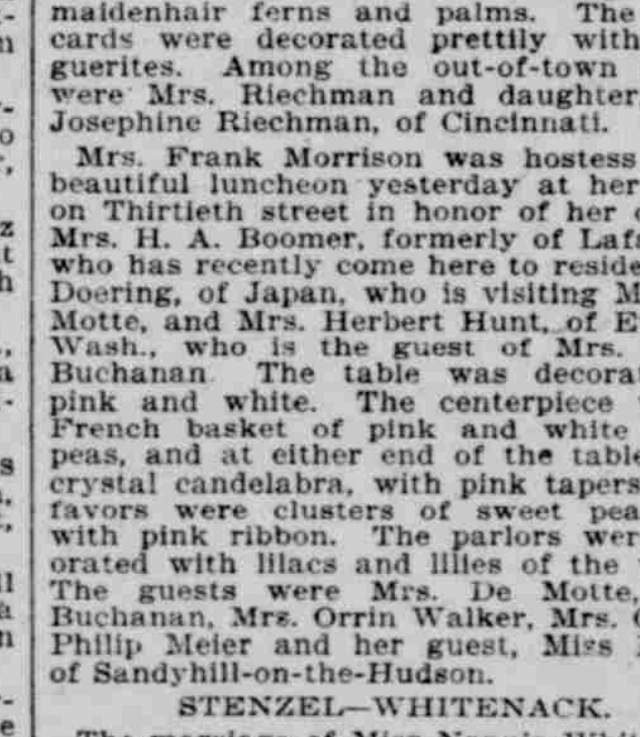 maidenhair ferns and palms. The
cards were decorated prettily with
guerites. Among the out-of-town
were Mrs. Riechman and daughter
Josephine Riechman, of Cincinnati.
Mrs. Frank Morrison was hostess
beautiful luncheon yesterday at her
on Thirtieth street in honor of her
Mrs. H. A. Boomer, formerly of Lafa
who has recently come here to reside
Doering, of Japan, who is visiting M
Motte, and Mrs. Herbert Hunt, of E
Wash., who is the guest of Mrs.
Buchanan. The table was decora
pink and white. The centerpiece
French basket of pink and white
peas, and at either end of the table
crystal candelabra, with pink tapers
favors were clusters of sweet pea
with pink ribbon. The parlors wer
orated with lilacs and lilies of the
The guests were Mrs. De Motte,
Buchanan, Mrs. Orrin Walker, Mrs.
Philip Meier and her guest, Miss
of Sandyhill-on-the-Hudson.
STENZEL—WHITENACK.